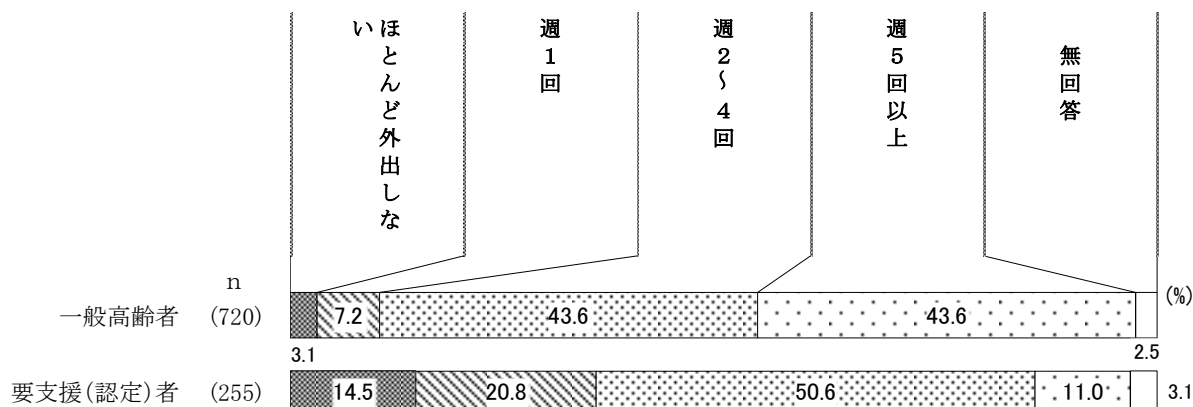 ほとんど外出しな
い
週1回
週2～4回
週5回以上
無回答
n
(%)
一般高齢者 (720) 7.2 43.6 43.6
3.1 2.5
要支援(認定)者 (255) 14.5 20.8 50.6 11.0 3.1